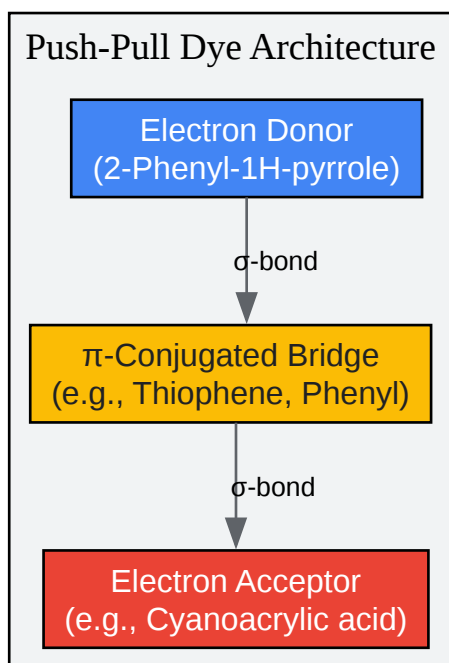 Push-Pull Dye Architecture
Electron Donor
(2-Phenyl-1H-pyrrole)
σ-bond
π-Conjugated Bridge
(e.g., Thiophene, Phenyl)
σ-bond
Electron Acceptor
(e.g., Cyanoacrylic acid)